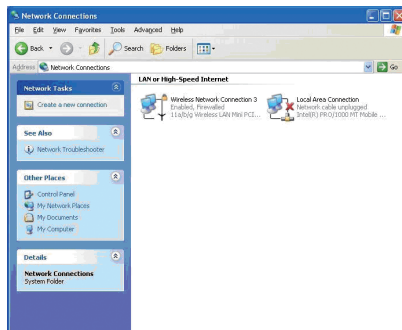 Network Connections
File Edit View Favorites Tools Advanced Help
Back Search Folders
Address Network Connections Go
Network Tasks
Create a new connection
See Also
Network Troubleshooter
Other Places
Control Panel
My Network Places
My Documents
My Computer
Details
Network Connections
System Folder
LAN or High-Speed Internet
Wireless Network Connection 3
Enabled, Firewalled
11a/b/g Wireless LAN Mini PCI...
Local Area Connection
Network cable unplugged
Intel(R) PRO/1000 MT Mobile ...